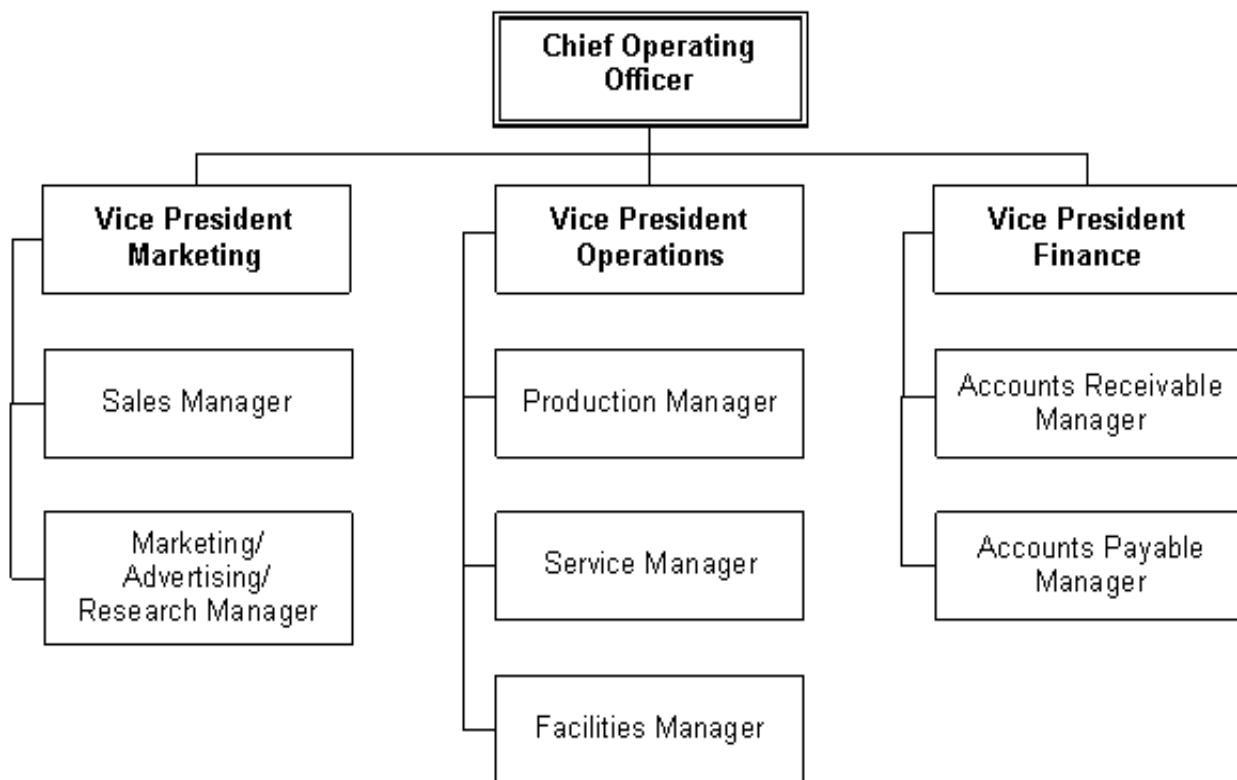 Chief Operating
Officer
Vice President
Marketing
Vice President
Operations
Vice President
Finance
Sales Manager
Production Manager
Accounts Receivable
Manager
Marketing/
Advertising/
Research Manager
Service Manager
Accounts Payable
Manager
Facilities Manager